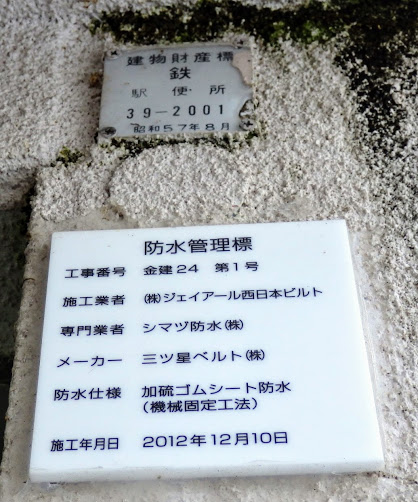 建物財産標
鉄
駅 便 所
39-2001
昭和57年8月
防水管理標
工事番号 金建24 第1号
施工業者 (株)ジェイアール西日本ビルト
専門業者 シマヅ防水(株)
メーカー 三ツ星ベルト(株)
防水仕様 加硫ゴムシート防水
(機械固定工法)
施工年月日 2012年12月10日